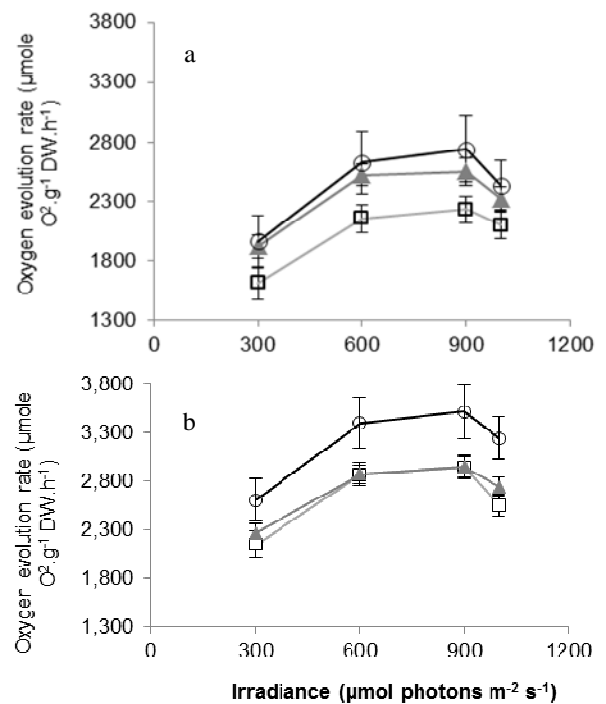 a
Oxygen evolution rate (µmole
O².g⁻¹ DW.h⁻¹)
3800
3300
2800
2300
1800
1300
0 300 600 900 1200
b
Oxygen evolution rate (µmole
O².g⁻¹ DW.h⁻¹)
3,800
3,300
2,800
2,300
1,800
1,300
0 300 600 900 1200
Irradiance (µmol photons m⁻² s⁻¹)